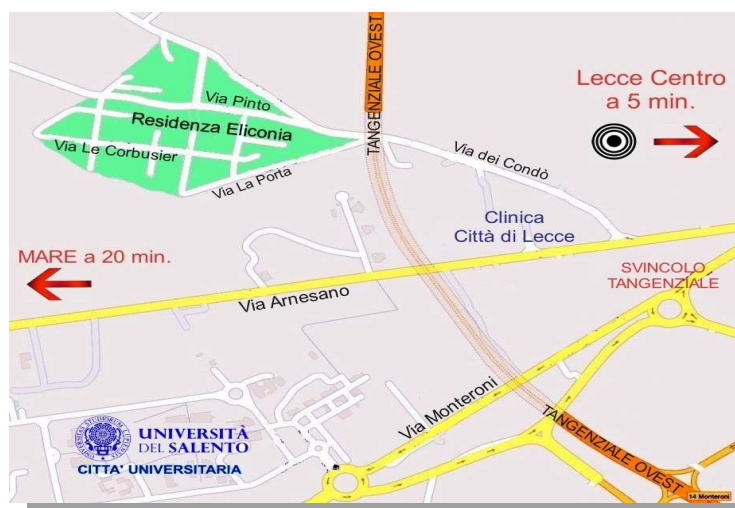 Lecce Centro
a 5 min.
TANGENZIALE OVEST
Via Pinto
Residenza Eliconia
Via Le Corbusier
Via La Porta
Via dei Condò
Clinica
Città di Lecce
MARE a 20 min.
SVINCOLO
TANGENZIALE
Via Arnesano
Via Monteroni
TANGENZIALE OVEST
UNIVERSITÀ
DEL SALENTO
CITTA' UNIVERSITARIA
14 Monteroni